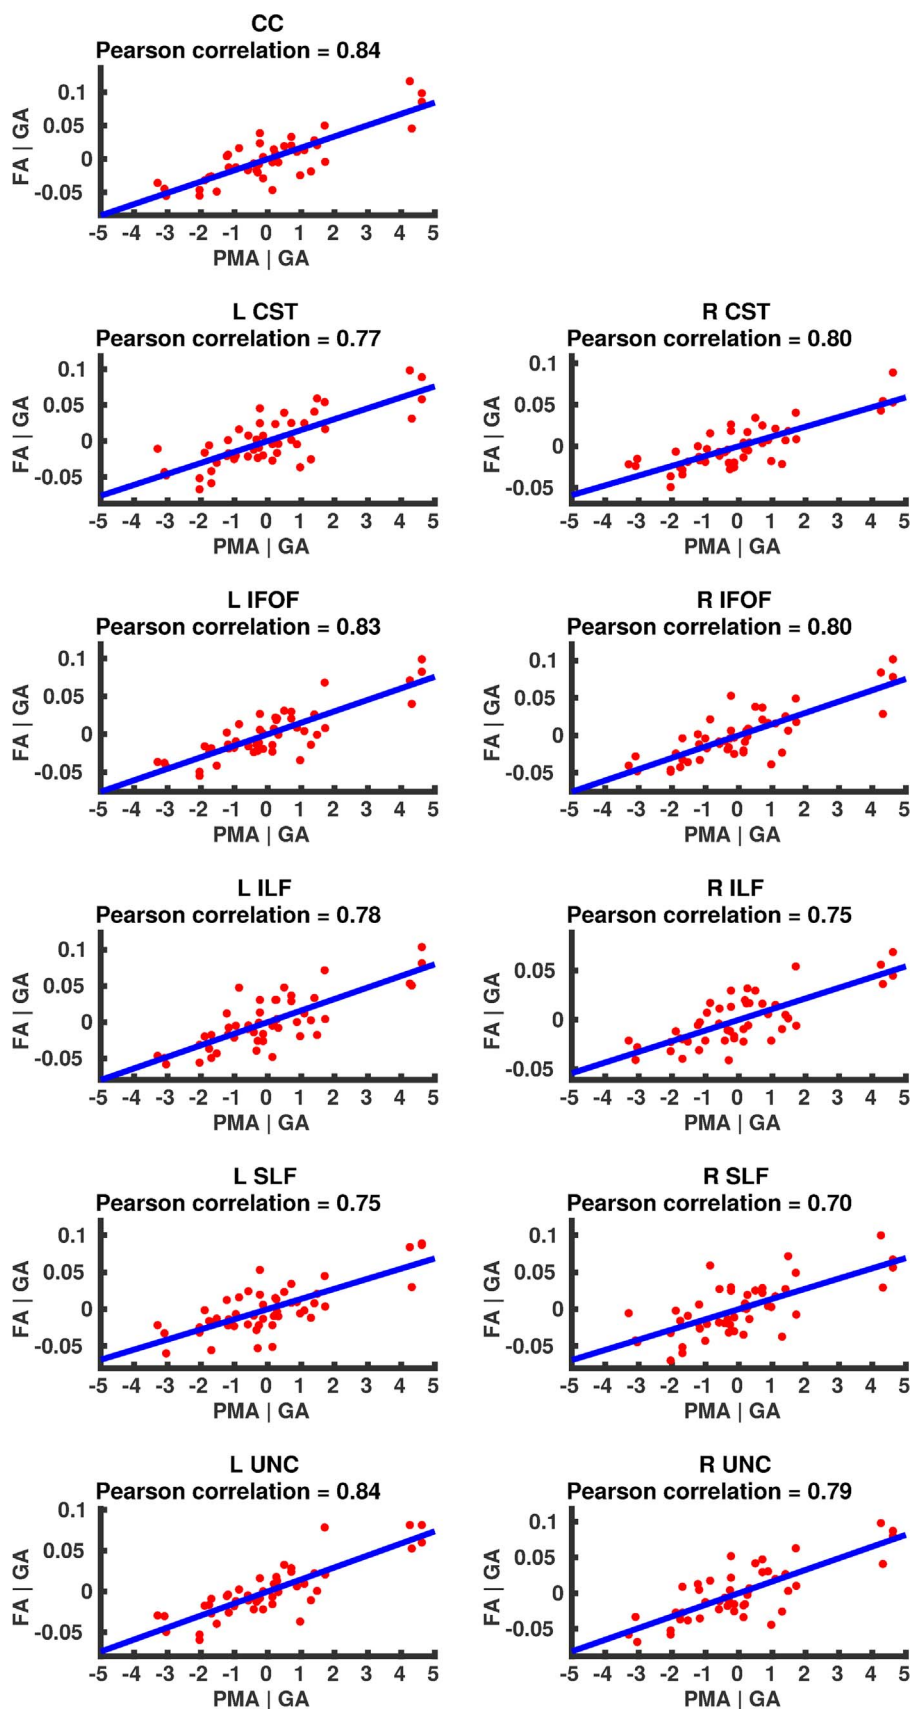 CC
Pearson correlation = 0.84
0.1
0.05
0
-0.05
FA | GA
-5 -4 -3 -2 -1 0 1 2 3 4 5
PMA | GA
L CST
Pearson correlation = 0.77
0.1
0.05
0
-0.05
FA | GA
-5 -4 -3 -2 -1 0 1 2 3 4 5
PMA | GA
R CST
Pearson correlation = 0.80
0.1
0.05
0
-0.05
FA | GA
-5 -4 -3 -2 -1 0 1 2 3 4 5
PMA | GA
L IFOF
Pearson correlation = 0.83
0.1
0.05
0
-0.05
FA | GA
-5 -4 -3 -2 -1 0 1 2 3 4 5
PMA | GA
R IFOF
Pearson correlation = 0.80
0.1
0.05
0
-0.05
FA | GA
-5 -4 -3 -2 -1 0 1 2 3 4 5
PMA | GA
L ILF
Pearson correlation = 0.78
0.1
0.05
0
-0.05
FA | GA
-5 -4 -3 -2 -1 0 1 2 3 4 5
PMA | GA
R ILF
Pearson correlation = 0.75
0.05
0
-0.05
FA | GA
-5 -4 -3 -2 -1 0 1 2 3 4 5
PMA | GA
L SLF
Pearson correlation = 0.75
0.1
0.05
0
-0.05
FA | GA
-5 -4 -3 -2 -1 0 1 2 3 4 5
PMA | GA
R SLF
Pearson correlation = 0.70
0.1
0.05
0
-0.05
FA | GA
-5 -4 -3 -2 -1 0 1 2 3 4 5
PMA | GA
L UNC
Pearson correlation = 0.84
0.1
0.05
0
-0.05
FA | GA
-5 -4 -3 -2 -1 0 1 2 3 4 5
PMA | GA
R UNC
Pearson correlation = 0.79
0.1
0.05
0
-0.05
FA | GA
-5 -4 -3 -2 -1 0 1 2 3 4 5
PMA | GA